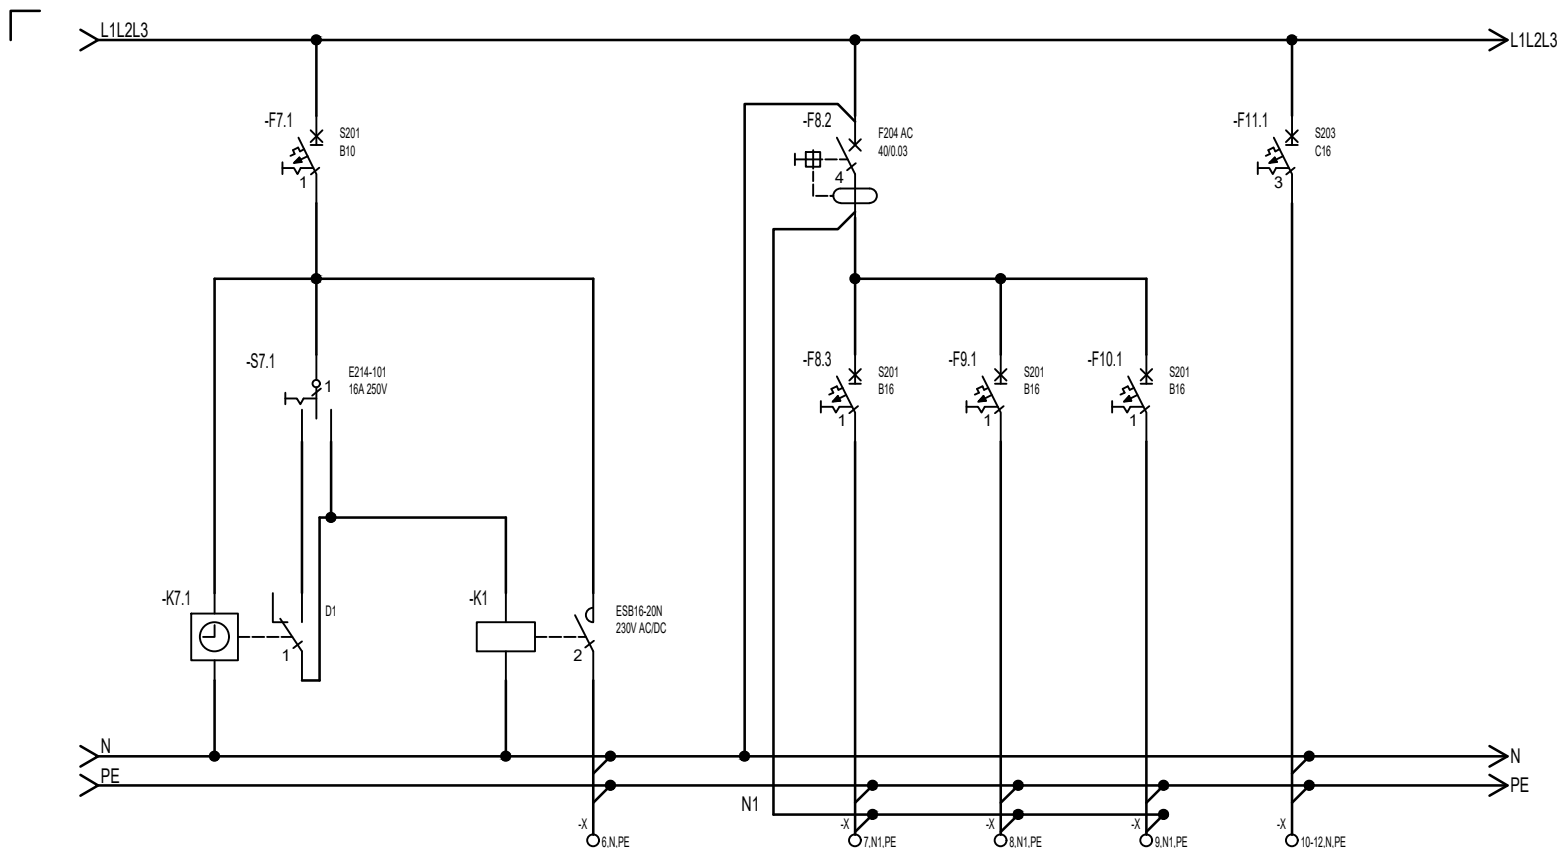 L1L2L3
L1L2L3
-F7.1
S201
B10
1
-F8.2
F204 AC
40/0.03
4
-F11.1
S203
C16
3
-S7.1
E214-101
16A 250V
1
-F8.3
S201
B16
1
-F9.1
S201
B16
1
-F10.1
S201
B16
1
-K7.1
D1
1
-K1
ESB16-20N
230V AC/DC
2
N
N
PE
PE
N1
-X
6,N,PE
-X
7,N1,PE
-X
8,N1,PE
-X
9,N1,PE
-X
10-12,N,PE